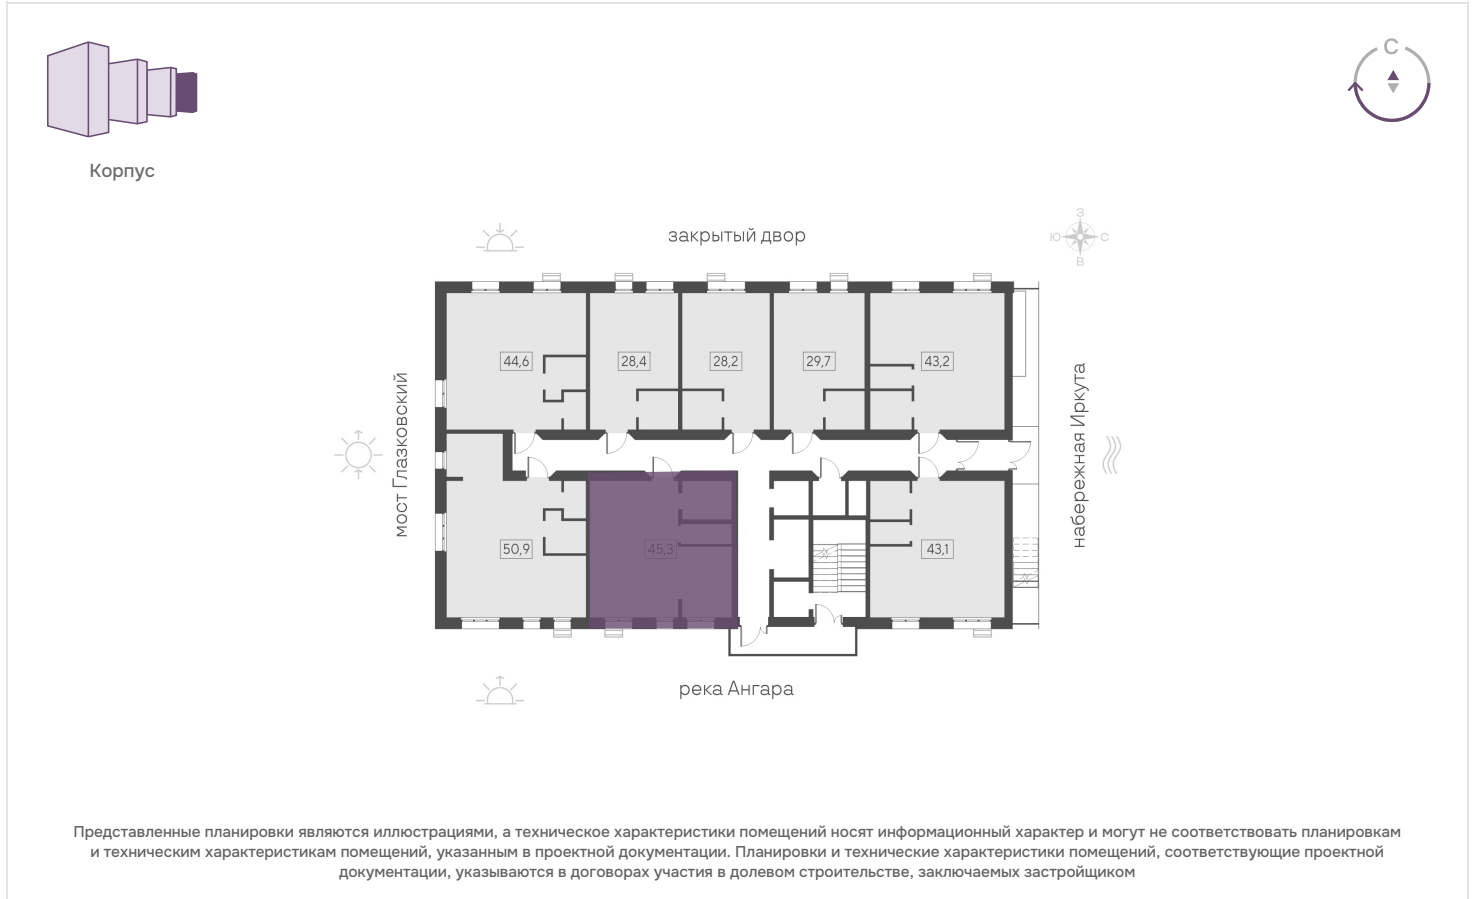 С
Корпус
закрытый двор
З
Ю
С
В
44,6
28,4
28,2
29,7
43,2
мост Глазковский
набережная Иркута
50,9
45,3
43,1
река Ангара
Представленные планировки являются иллюстрациями, а техническое характеристики помещений носят информационный характер и могут не соответствовать планировкам
и техническим характеристикам помещений, указанным в проектной документации. Планировки и технические характеристики помещений, соответствующие проектной
документации, указываются в договорах участия в долевом строительстве, заключаемых застройщиком